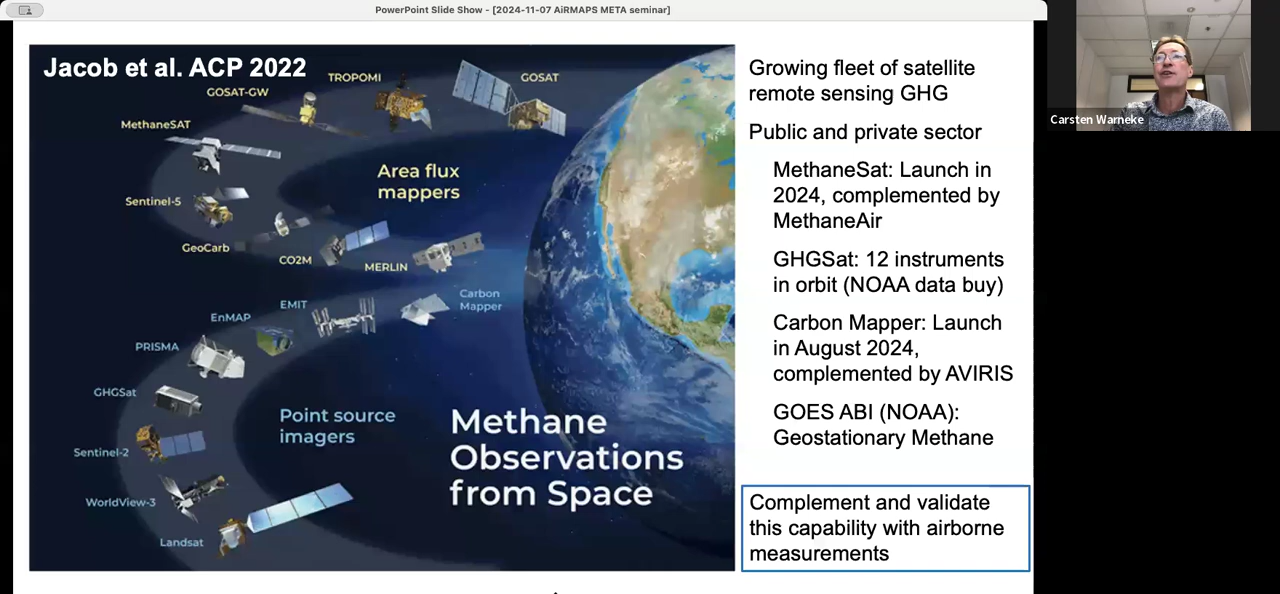 PowerPoint Slide Show - [2024-11-07 AiRMAPS META seminar]
Jacob et al. ACP 2022
TROPOMI
GOSAT
GOSAT-GW
MethaneSAT
Area flux
mappers
Sentinel-5
GeoCarb
CO2M
MERLIN
Carbon
Mapper
EMIT
EnMAP
PRISMA
GHGSat
Point source
imagers
Sentinel-2
WorldView-3
Landsat
Methane
Observations
from Space
Growing fleet of satellite
remote sensing GHG
Public and private sector
MethaneSat: Launch in
2024, complemented by
MethaneAir
GHGSat: 12 instruments
in orbit (NOAA data buy)
Carbon Mapper: Launch
in August 2024,
complemented by AVIRIS
GOES ABI (NOAA):
Geostationary Methane
Complement and validate
this capability with airborne
measurements
Carsten Warneke